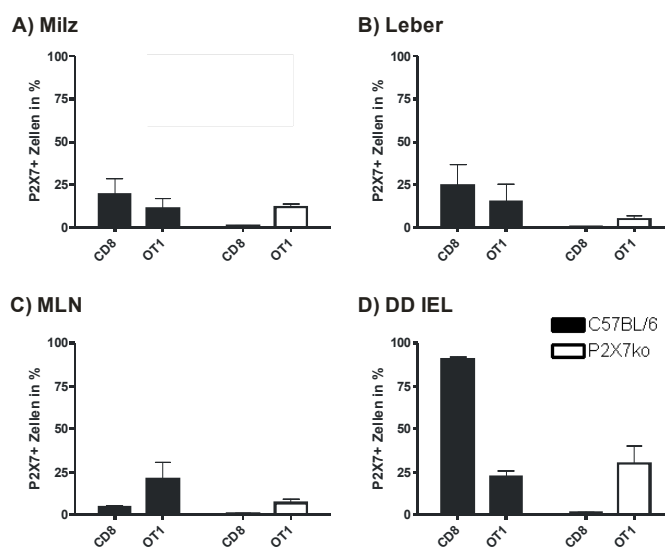 A) Milz
P2X7+ Zellen in %
100
75
50
25
0
CD8
OT1
CD8
OT1
B) Leber
P2X7+ Zellen in %
100
75
50
25
0
CD8
OT1
CD8
OT1
C) MLN
P2X7+ Zellen in %
100
75
50
25
0
CD8
OT1
CD8
OT1
D) DD IEL
P2X7+ Zellen in %
100
75
50
25
0
CD8
OT1
CD8
OT1
C57BL/6
P2X7ko